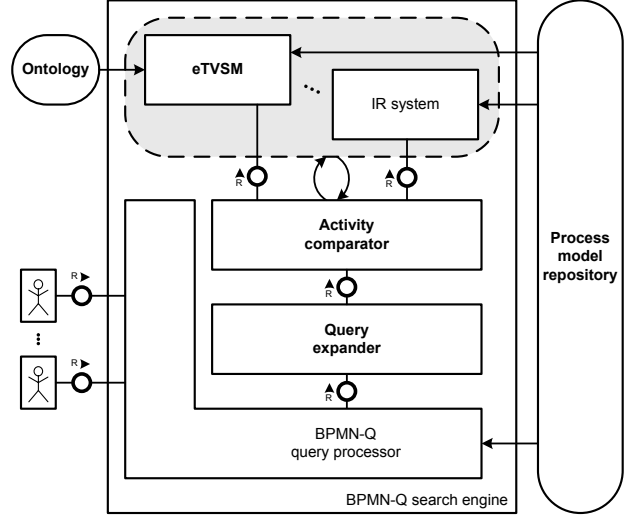 Ontology
eTVSM
...
IR system
R
R
Activity
comparator
Process
model
repository
R
R
...
R
Query
expander
R
BPMN-Q
query processor
BPMN-Q search engine